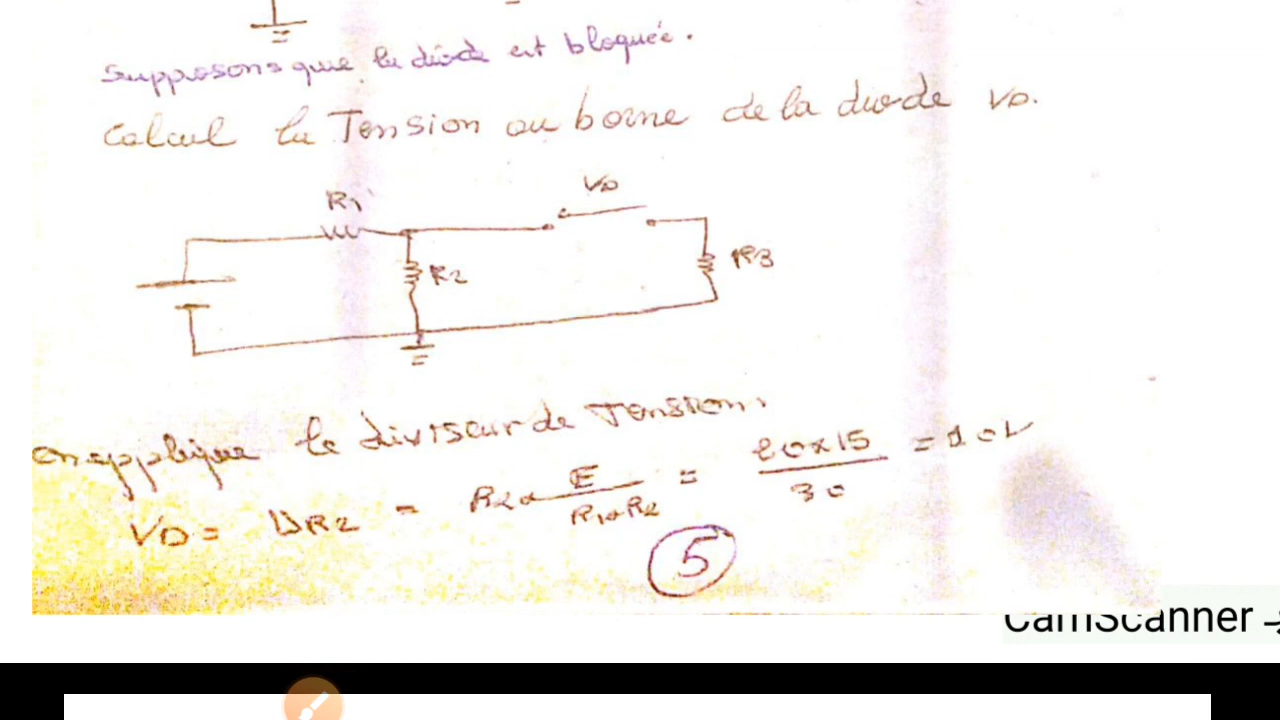 Supposons que la diode est bloquée.
Calcul la Tension au borne de la diode VD.
VD
R1
R2
R3
on applique le diviseur de Tension.
VD = UR2 = R2 × E / R1+R2 = 20×15 / 30 = 10V
5
CamScanner